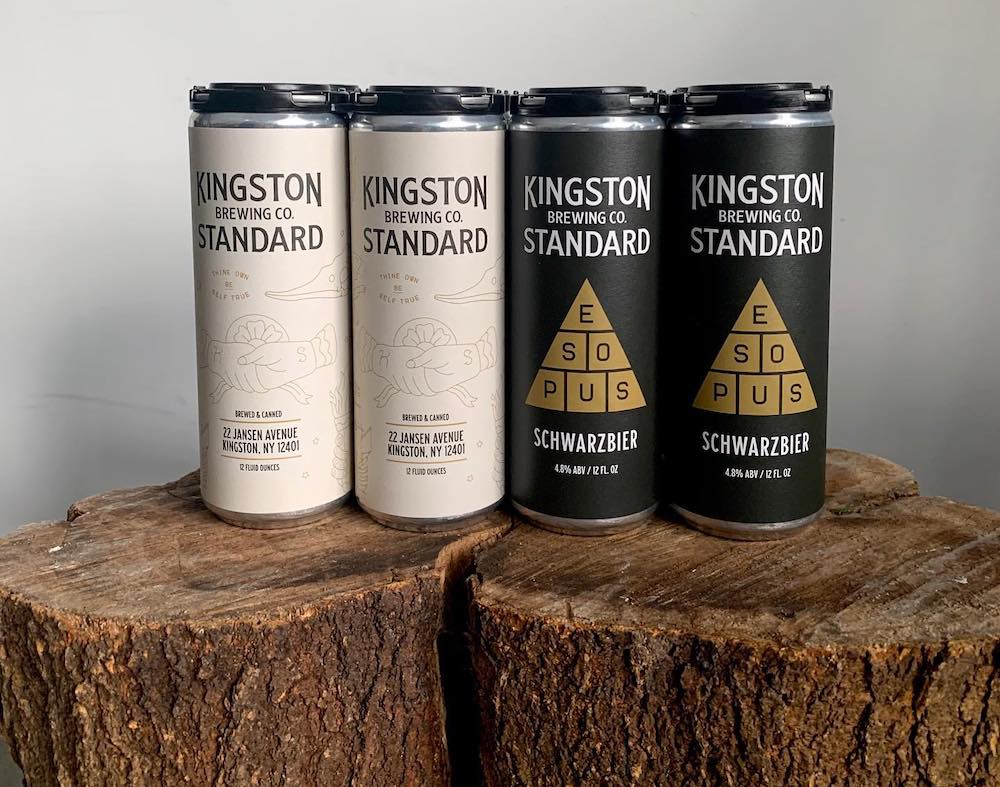 KINGSTON
BREWING CO.
STANDARD
THINE OWN
BE
SELF TRUE
K S
BREWED & CANNED
22 JANSEN AVENUE
KINGSTON, NY 12401
12 FLUID OUNCES
KINGSTON
BREWING CO.
STANDARD
THINE OWN
BE
SELF TRUE
K S
BREWED & CANNED
22 JANSEN AVENUE
KINGSTON, NY 12401
12 FLUID OUNCES
KINGSTON
BREWING CO.
STANDARD
E
SO
PUS
SCHWARZBIER
4.8% ABV / 12 FL. OZ
KINGSTON
BREWING CO.
STANDARD
E
SO
PUS
SCHWARZBIER
4.8% ABV / 12 FL. OZ